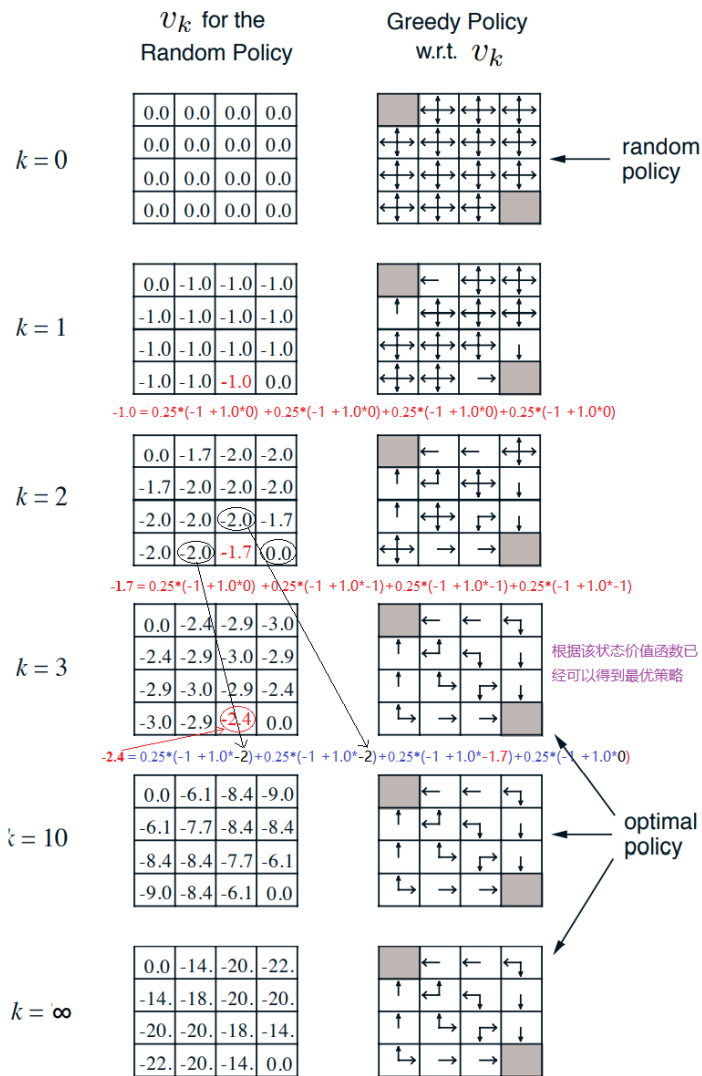 v_k for the
Random Policy
Greedy Policy
w.r.t. v_k
k = 0
0.0 0.0 0.0 0.0
0.0 0.0 0.0 0.0
0.0 0.0 0.0 0.0
0.0 0.0 0.0 0.0
random
policy
k = 1
0.0 -1.0 -1.0 -1.0
-1.0 -1.0 -1.0 -1.0
-1.0 -1.0 -1.0 -1.0
-1.0 -1.0 -1.0 0.0
-1.0 = 0.25*(-1 +1.0*0) +0.25*(-1 +1.0*0)+0.25*(-1 +1.0*0)+0.25*(-1 +1.0*0)
k = 2
0.0 -1.7 -2.0 -2.0
-1.7 -2.0 -2.0 -2.0
-2.0 -2.0 -2.0 -1.7
-2.0 -2.0 -1.7 0.0
-1.7 = 0.25*(-1 +1.0*0) +0.25*(-1 +1.0*-1)+0.25*(-1 +1.0*-1)+0.25*(-1 +1.0*-1)
k = 3
0.0 -2.4 -2.9 -3.0
-2.4 -2.9 -3.0 -2.9
-2.9 -3.0 -2.9 -2.4
-3.0 -2.9 -2.4 0.0
根据该状态价值函数已
经可以得到最优策略
-2.4 = 0.25*(-1 +1.0*-2)+0.25*(-1 +1.0*-2)+0.25*(-1 +1.0*-1.7)+0.25*(-1 +1.0*0)
k = 10
0.0 -6.1 -8.4 -9.0
-6.1 -7.7 -8.4 -8.4
-8.4 -8.4 -7.7 -6.1
-9.0 -8.4 -6.1 0.0
optimal
policy
k = ∞
0.0 -14. -20. -22.
-14. -18. -20. -20.
-20. -20. -18. -14.
-22. -20. -14. 0.0